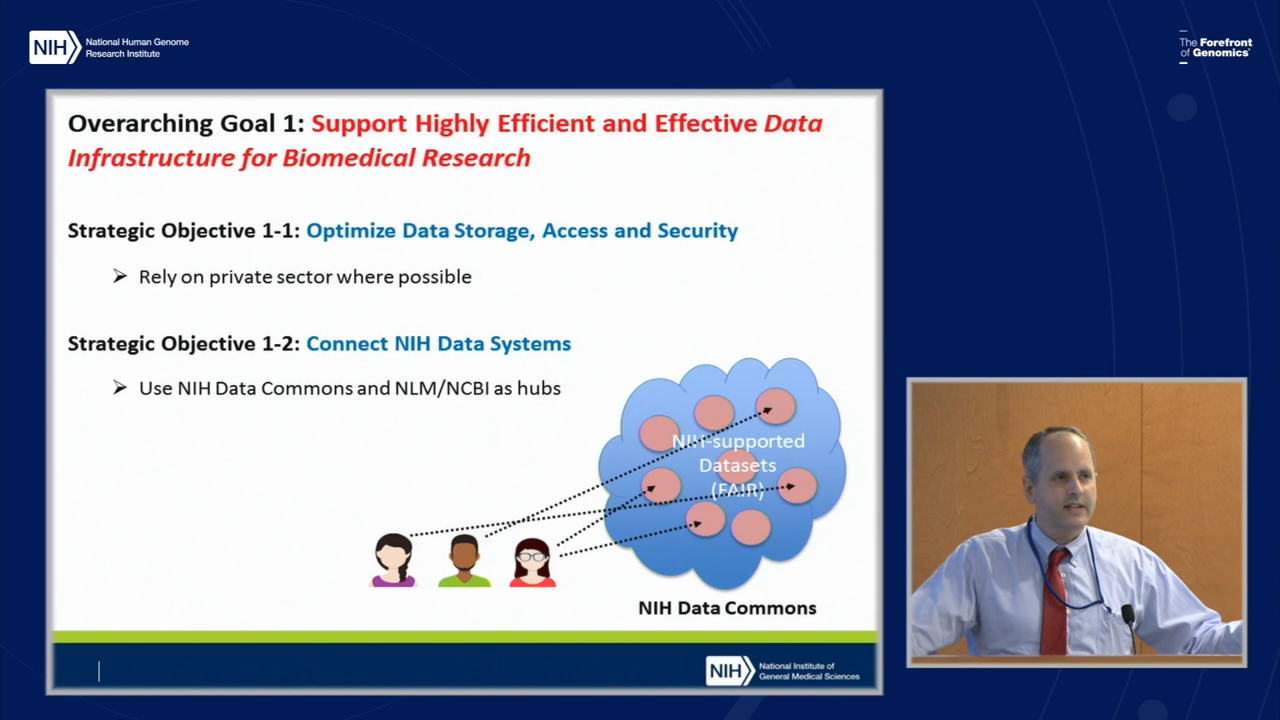 NIH National Human Genome
Research Institute
The Forefront
of Genomics®
Overarching Goal 1: Support Highly Efficient and Effective Data
Infrastructure for Biomedical Research
Strategic Objective 1-1: Optimize Data Storage, Access and Security
➢ Rely on private sector where possible
Strategic Objective 1-2: Connect NIH Data Systems
➢ Use NIH Data Commons and NLM/NCBI as hubs
NIH-supported
Datasets
(FAIR)
NIH Data Commons
NIH National Institute of
General Medical Sciences